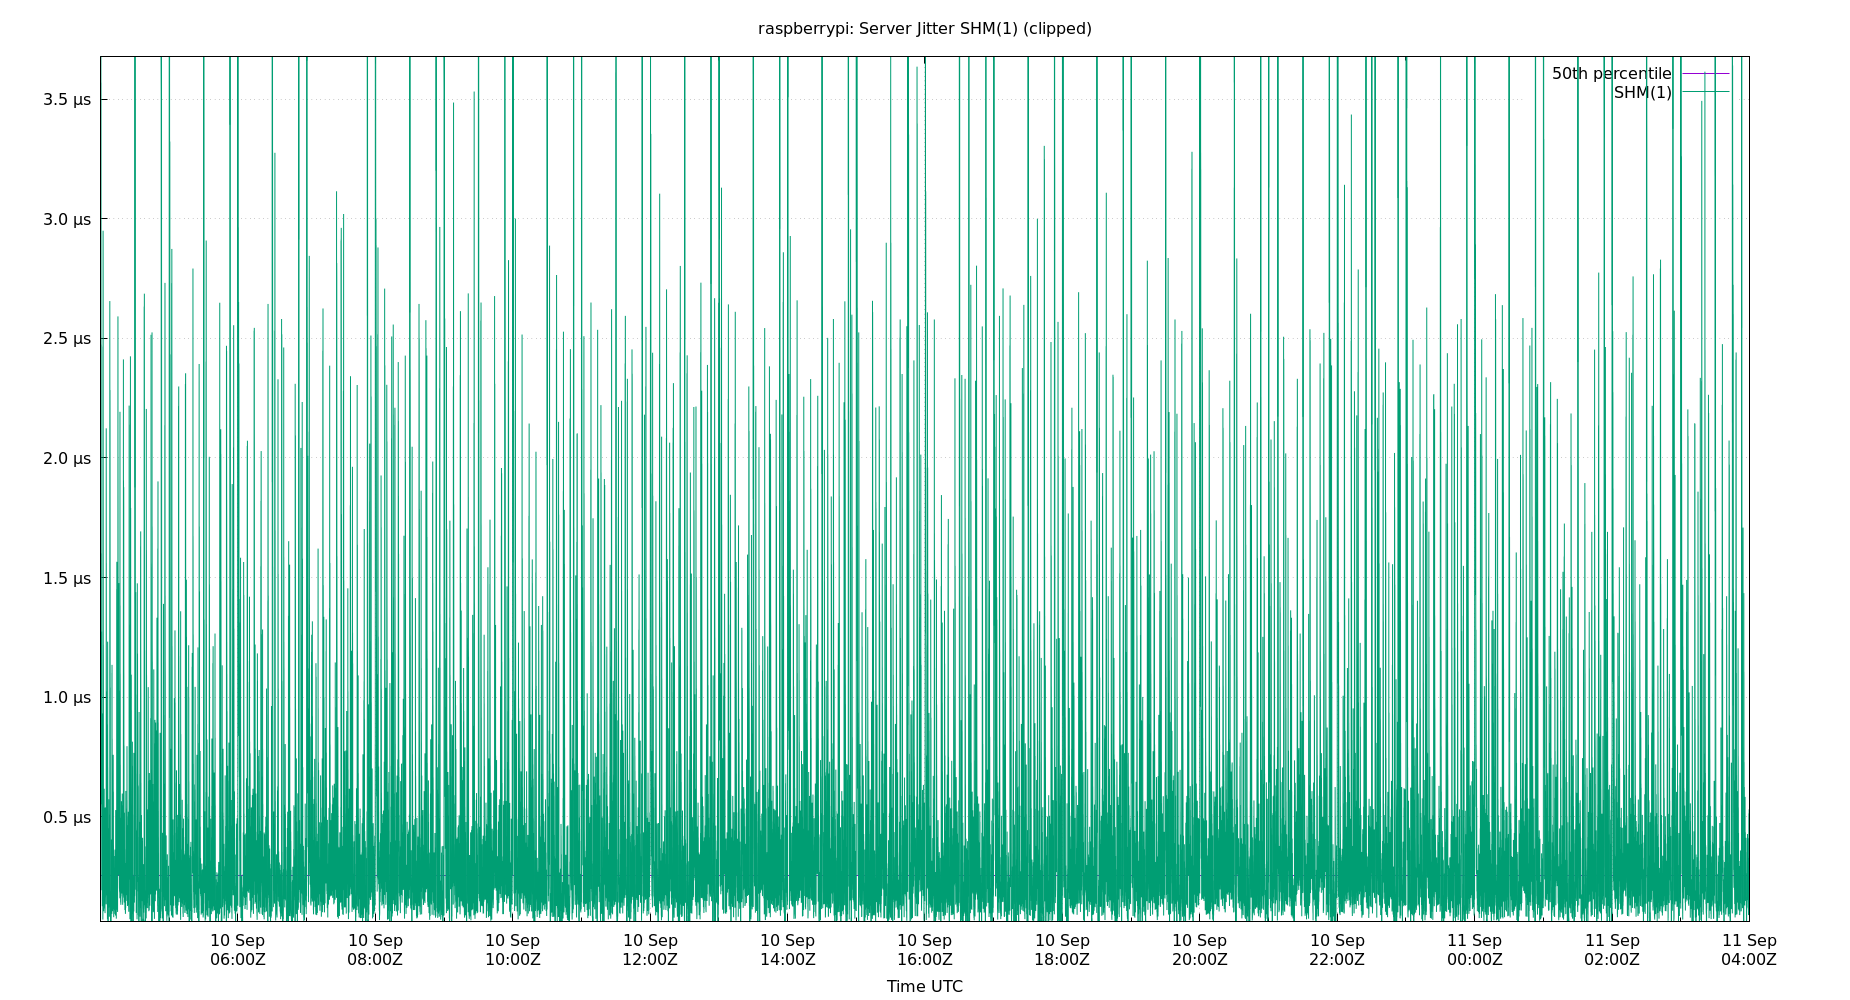 raspberrypi: Server Jitter SHM(1) (clipped)
50th percentile
SHM(1)
3.5 µs
3.0 µs
2.5 µs
2.0 µs
1.5 µs
1.0 µs
0.5 µs
10 Sep 10 Sep 10 Sep 10 Sep 10 Sep 10 Sep 10 Sep 10 Sep 10 Sep 11 Sep 11 Sep 11 Sep
06:00Z 08:00Z 10:00Z 12:00Z 14:00Z 16:00Z 18:00Z 20:00Z 22:00Z 00:00Z 02:00Z 04:00Z
Time UTC